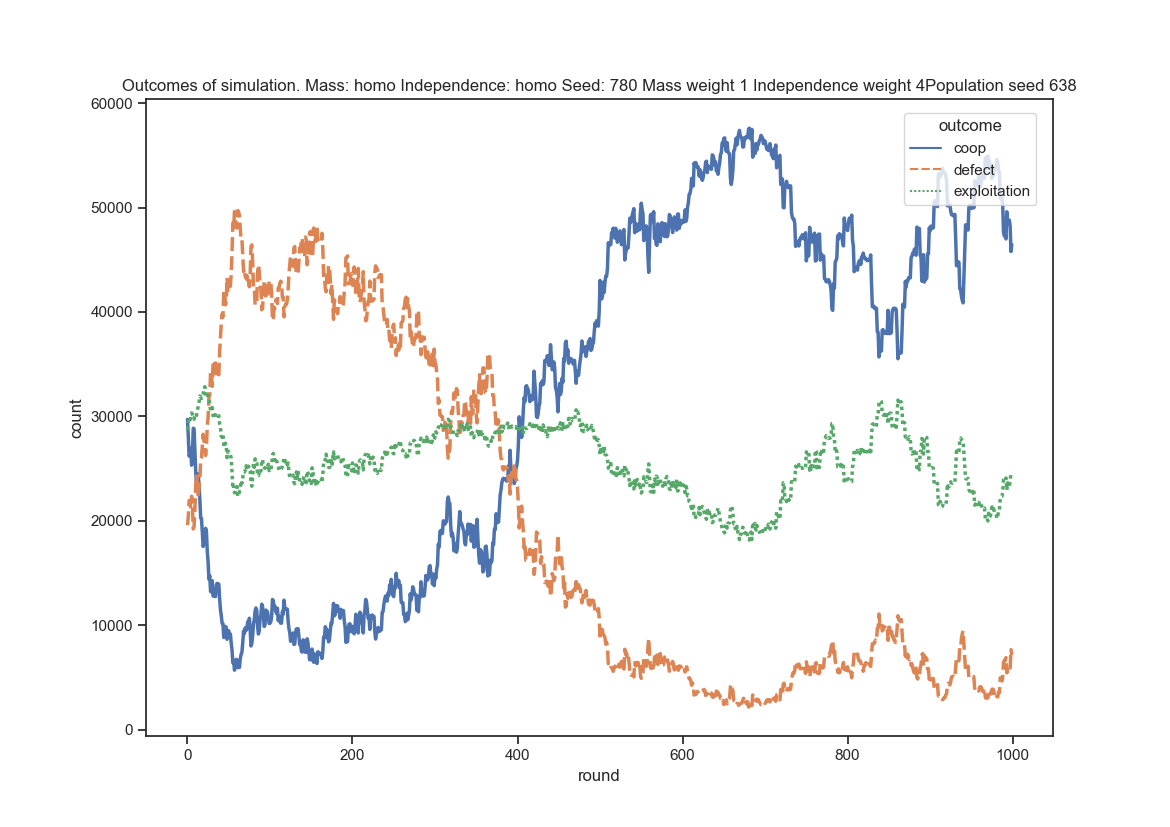 Outcomes of simulation. Mass: homo Independence: homo Seed: 780 Mass weight 1 Independence weight 4Population seed 638
60000
50000
40000
30000
20000
10000
0
count
outcome
coop
defect
exploitation
0 200 400 600 800 1000
round